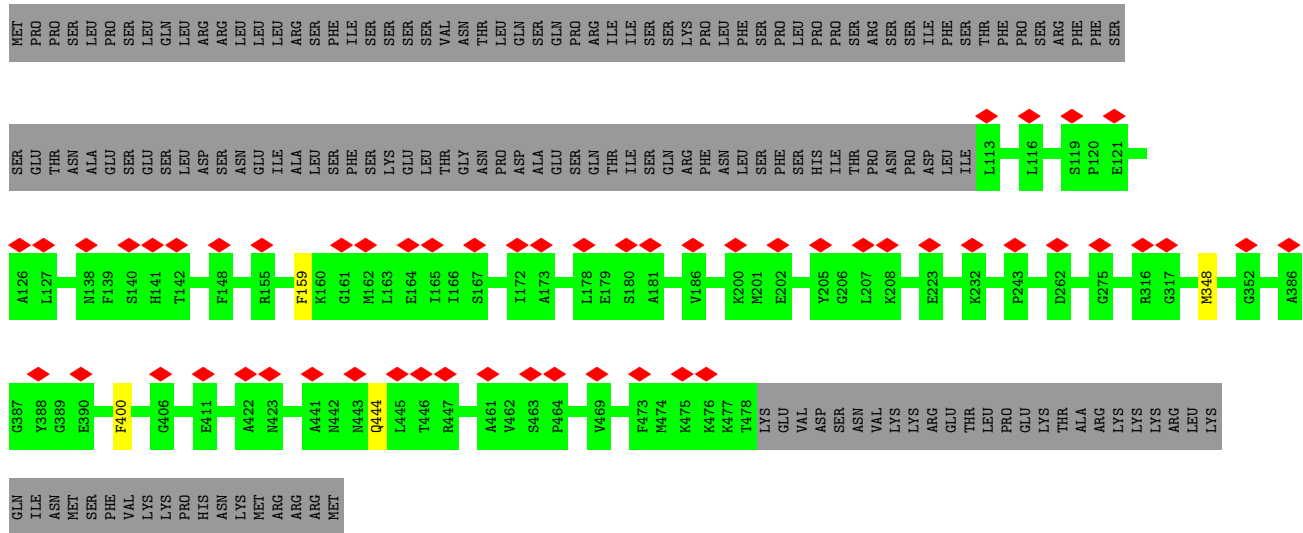 MET PRO PRO SER LEU PRO SER LEU GLN LEU ARG ARG LEU LEU LEU ARG SER PHE ILE SER SER SER SER VAL ASN THR LEU GLN SER GLN PRO ARG ILE ILE SER SER LYS PRO LEU PHE SER PRO LEU PRO PRO SER ARG SER SER ILE PHE SER THR PHE PRO SER ARG PHE PHE SER
SER GLU THR ASN ALA GLU SER GLU SER LEU ASP SER ASN GLU ILE ALA LEU SER PHE SER LYS GLU LEU THR GLY ASN PRO ASP ALA GLU SER GLN THR ILE SER GLN ARG PHE ASN LEU SER PHE SER HIS ILE THR PRO ASN PRO ASP LEU ILE L113 L116 S119 P120 E121
A126 L127 N138 F139 S140 H141 T142 F148 R155 F159 K160 G161 M162 L163 E164 I165 I166 S167 I172 A173 L178 E179 S180 A181 V186 K200 M201 E202 Y205 G206 L207 K208 E223 K232 P243 D262 G275 R316 G317 M348 G352 A386
G387 Y388 G389 E390 F400 G406 E411 A422 N423 A441 N442 N443 Q444 L445 T446 R447 A461 V462 S463 P464 V469 F473 M474 K475 K476 K477 T478 LYS GLU VAL ASP SER ASN VAL LYS LYS ARG GLU THR LEU PRO GLU LYS THR ALA ARG LYS LYS LYS ARG LEU LYS
GLN ILE ASN MET SER PHE VAL LYS LYS PRO HIS ASN LYS MET ARG ARG ARG MET